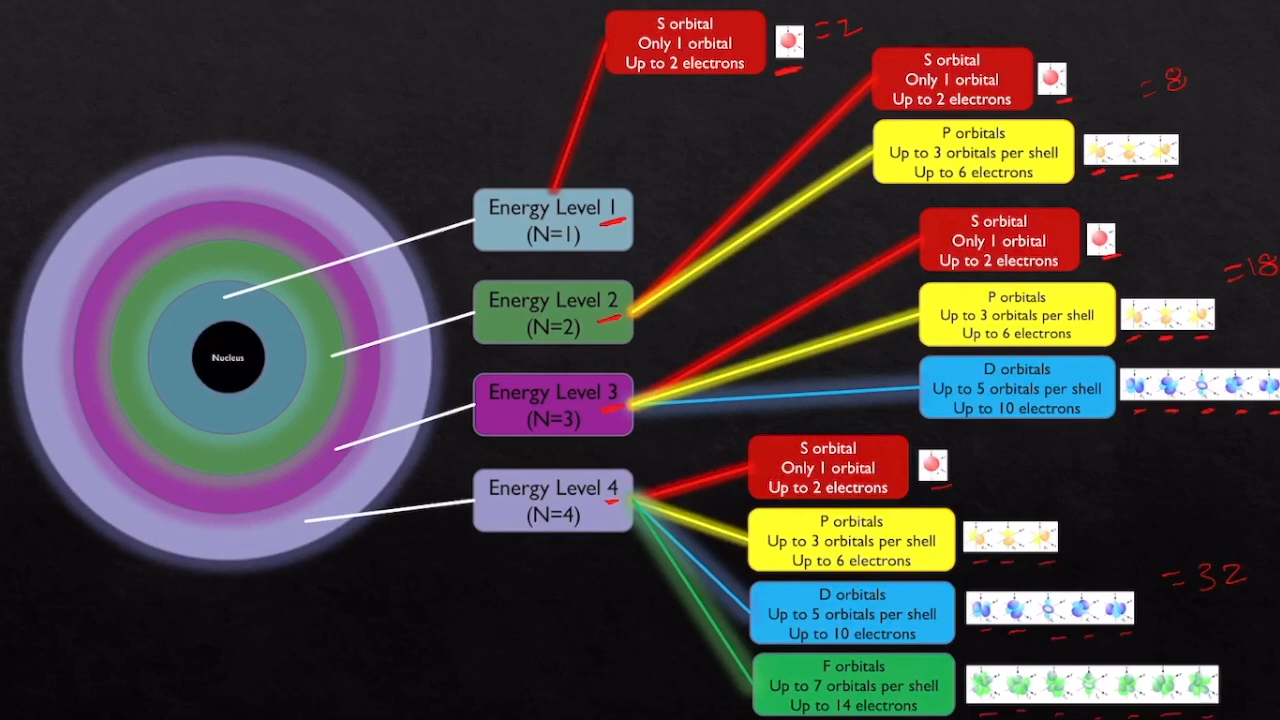 Nucleus
Energy Level 1
(N=1)
S orbital
Only 1 orbital
Up to 2 electrons
=2
Energy Level 2
(N=2)
S orbital
Only 1 orbital
Up to 2 electrons
P orbitals
Up to 3 orbitals per shell
Up to 6 electrons
=8
Energy Level 3
(N=3)
S orbital
Only 1 orbital
Up to 2 electrons
P orbitals
Up to 3 orbitals per shell
Up to 6 electrons
D orbitals
Up to 5 orbitals per shell
Up to 10 electrons
=18
Energy Level 4
(N=4)
S orbital
Only 1 orbital
Up to 2 electrons
P orbitals
Up to 3 orbitals per shell
Up to 6 electrons
D orbitals
Up to 5 orbitals per shell
Up to 10 electrons
F orbitals
Up to 7 orbitals per shell
Up to 14 electrons
=32